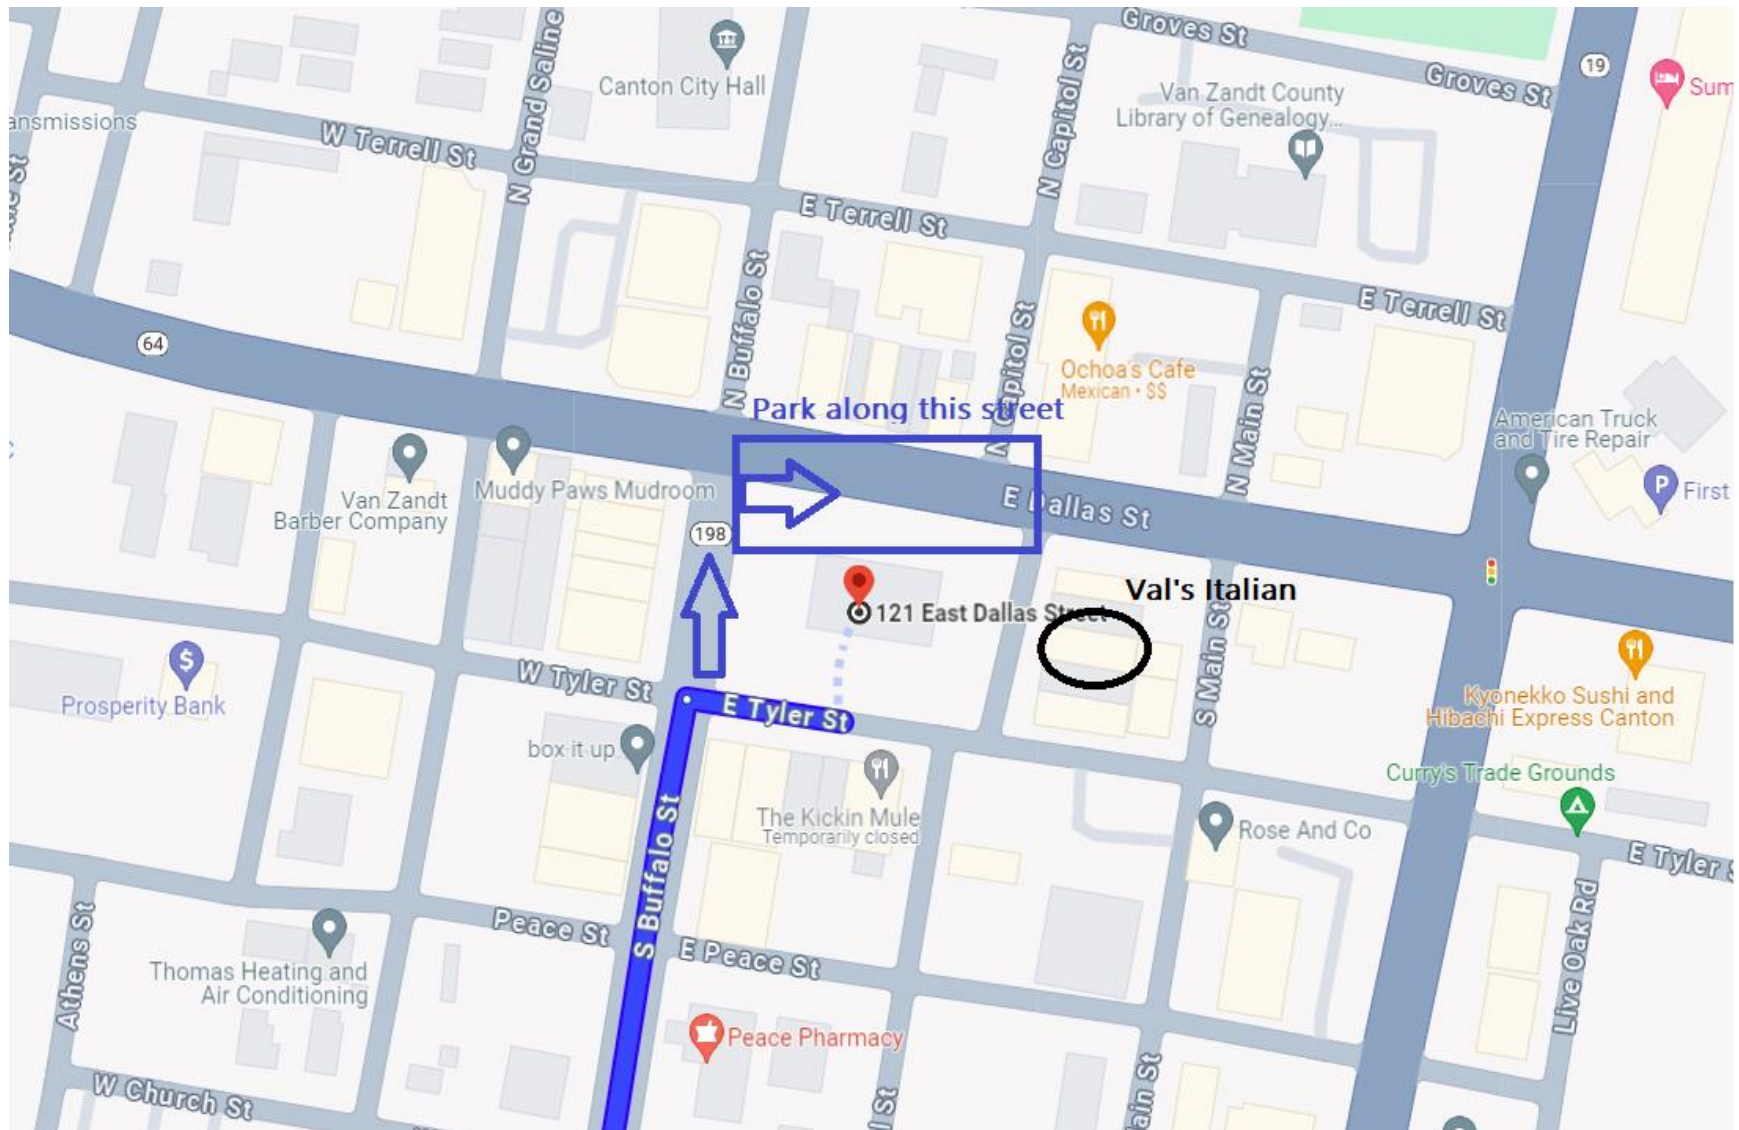 Groves St
19
Canton City Hall
N Grand Saline
N Capitol St
Groves St
Sum
Van Zandt County
Library of Genealogy...
ansmissions
W Terrell St
E Terrell St
N Buffalo St
E Terrell St
64
N Capitol St
Ochoa's Cafe
Mexican • $$
N Main St
Park along this street
American Truck
and Tire Repair
Van Zandt
Barber Company
Muddy Paws Mudroom
E Dallas St
P
First
198
Val's Italian
121 East Dallas Street
W Tyler St
S Main St
$
Prosperity Bank
E Tyler St
Kyonekko Sushi and
Hibachi Express Canton
box it up
Curry's Trade Grounds
The Kickin Mule
Temporarily closed
S Buffalo St
Rose And Co
E Tyler S
Athens St
Peace St
E Peace St
Live Oak Rd
Thomas Heating and
Air Conditioning
Peace Pharmacy
W Church St
l St
ain St